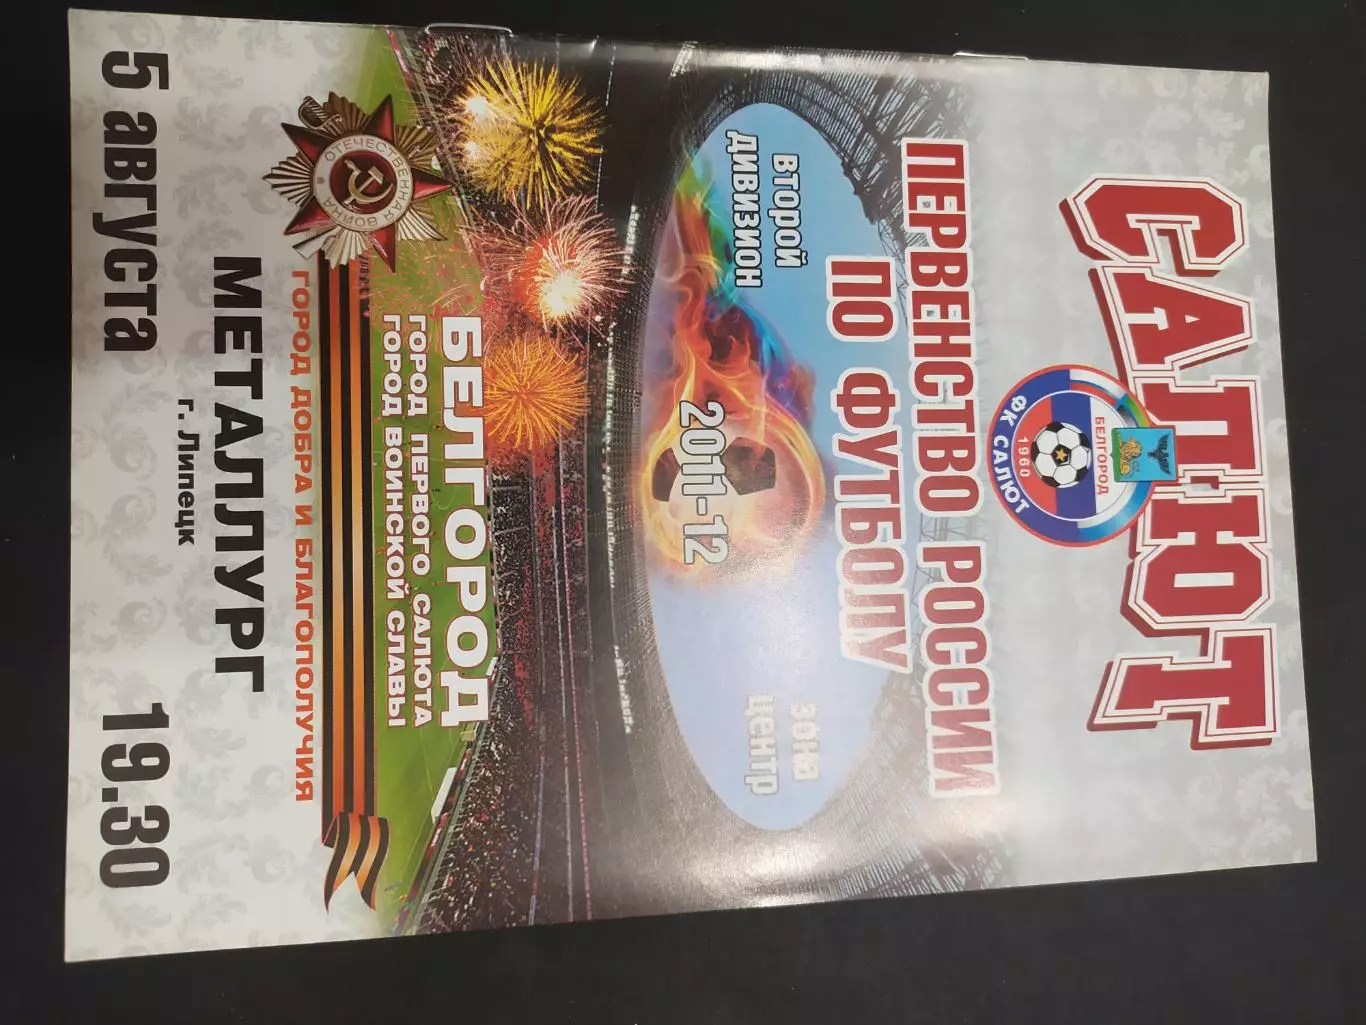 САЛЮТ
БЕЛГОРОД
1960
ФК САЛЮТ
ПЕРВЕНСТВО РОССИИ
ПО ФУТБОЛУ
ВТОРОЙ
ДИВИЗИОН
зона
центр
2011-12
БЕЛГОРОД
ГОРОД ПЕРВОГО САЛЮТА
ГОРОД ВОИНСКОЙ СЛАВЫ
ОТЕЧЕСТВЕННАЯ ВОЙНА
ГОРОД ДОБРА И БЛАГОПОЛУЧИЯ
МЕТАЛЛУРГ
г. Липецк
5 августа
19.30